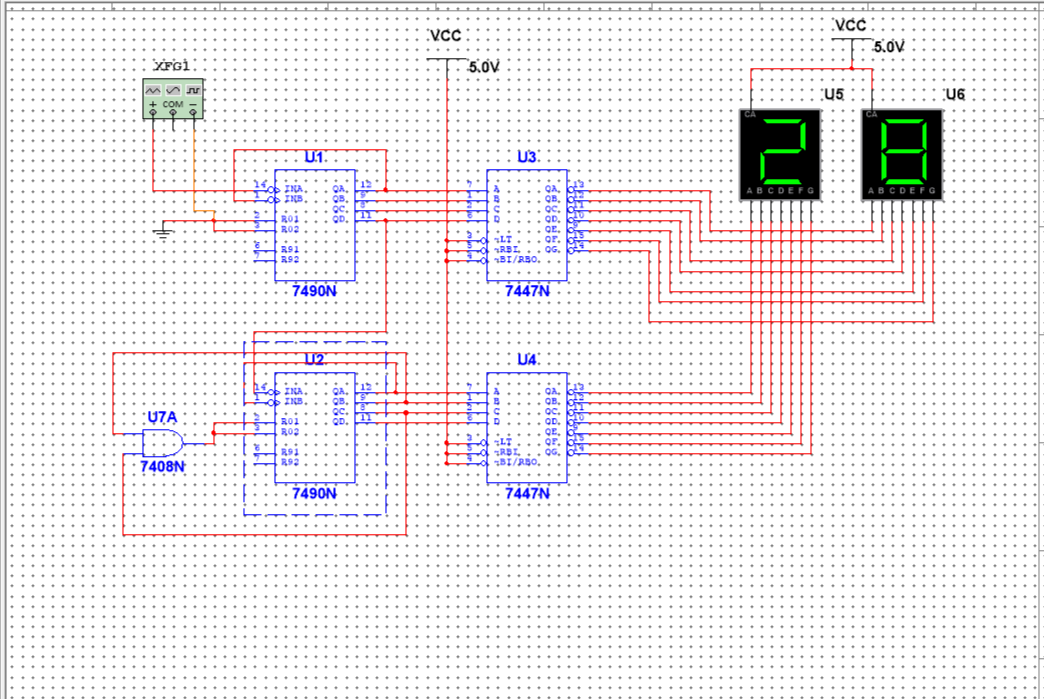 VCC
5.0V
VCC
5.0V
XFG1
+ COM −
U5
U6
CA
CA
2
8
A B C D E F G
A B C D E F G
U1
14 INA QA 12
1 INB QB 9
QC 8
QD 11
2 R01
3 R02
6 R91
7 R92
7490N
U3
7 A QA 13
1 B QB 12
2 C QC 11
6 D QD 10
QE 9
3 ~LT QF 15
5 ~RBI QG 14
4 ~BI/RBO
7447N
U2
14 INA QA 12
1 INB QB 9
QC 8
QD 11
2 R01
3 R02
6 R91
7 R92
7490N
U4
7 A QA 13
1 B QB 12
2 C QC 11
6 D QD 10
QE 9
3 ~LT QF 15
5 ~RBI QG 14
4 ~BI/RBO
7447N
U7A
7408N